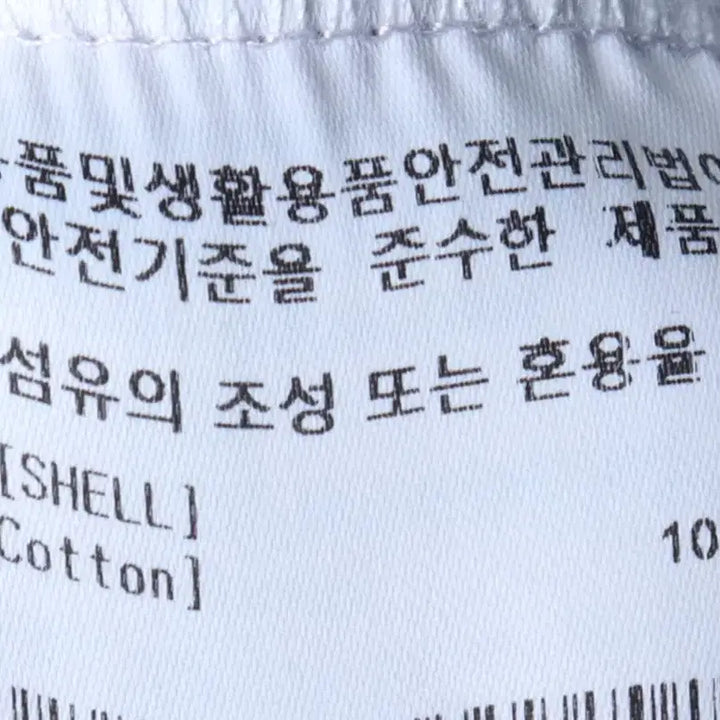 품및생활용품안전관리법
안전기준을 준수한 제품
섬유의 조성 또는 혼용율
[SHELL]
Cotton]
10